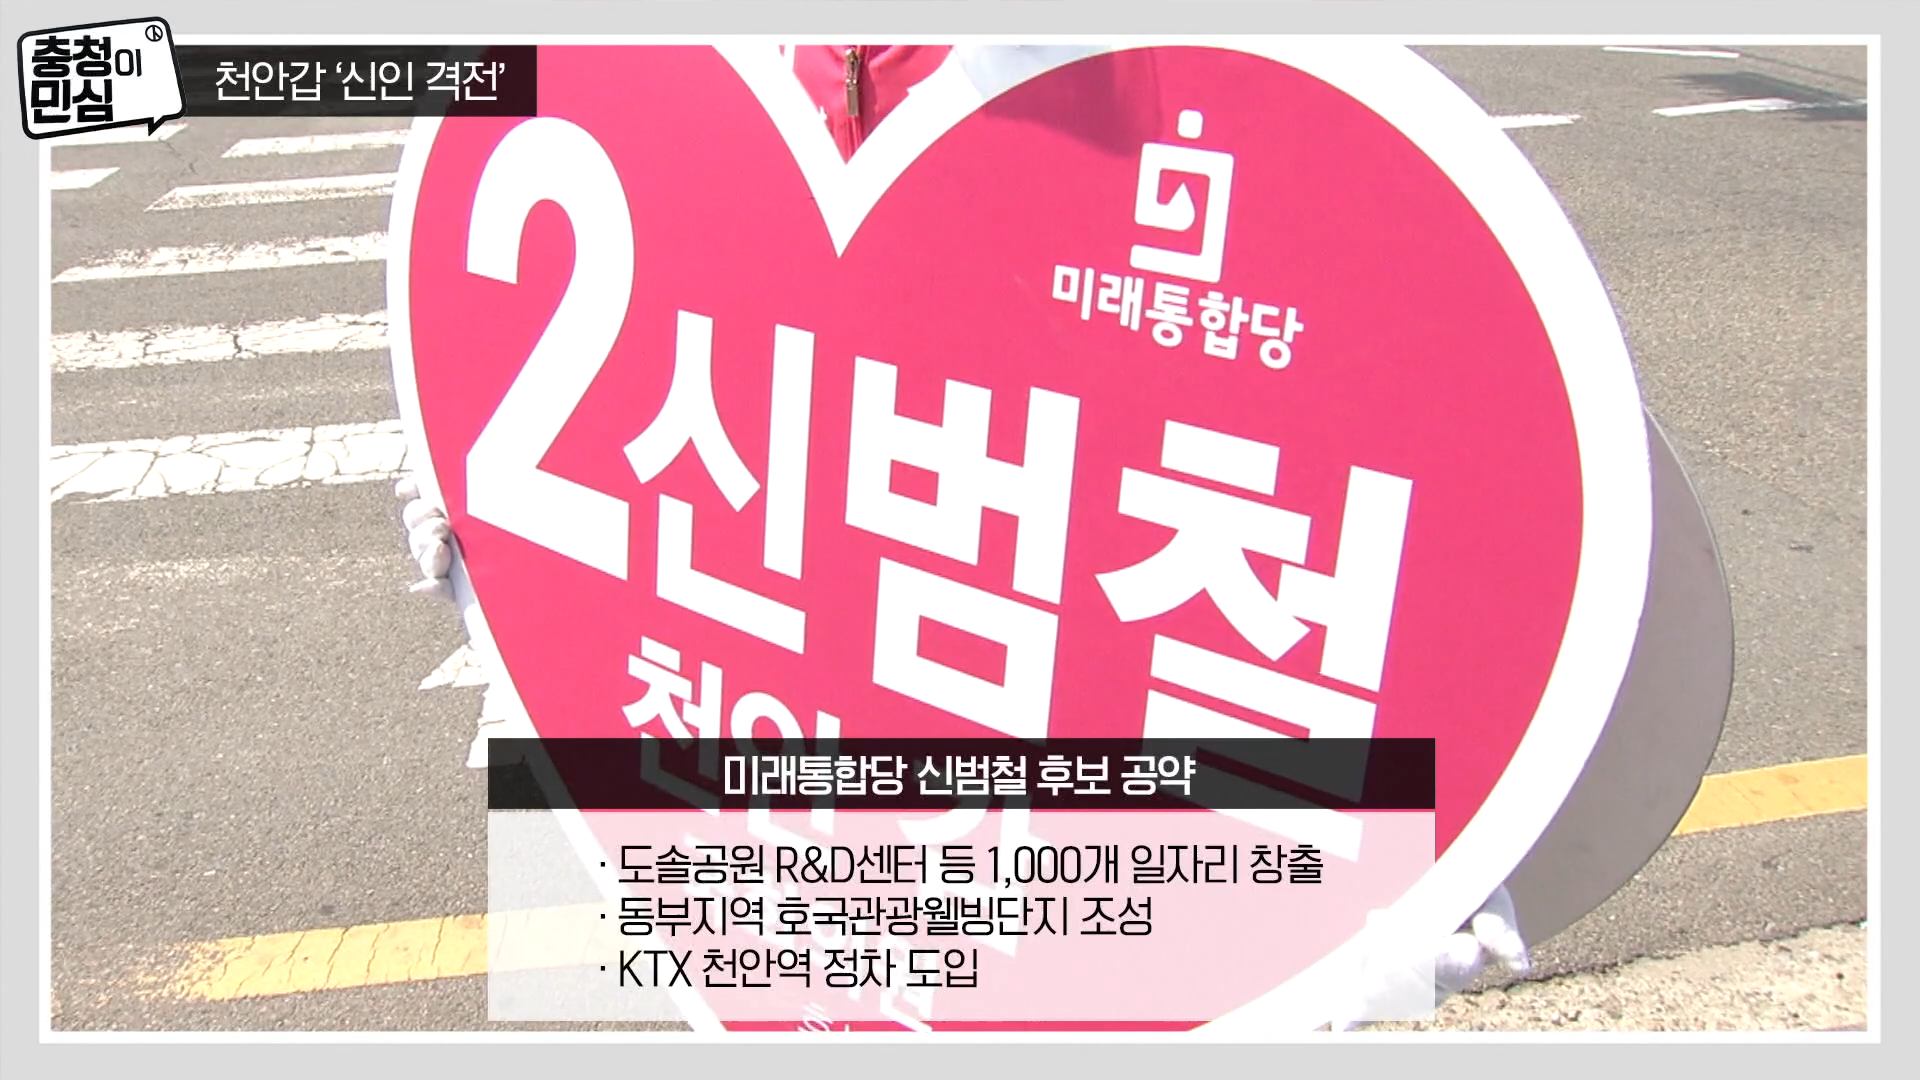 충청이
민심
천안갑 ‘신인 격전’
미래통합당
2신범철
천안갑
미래통합당 신범철 후보 공약
· 도솔공원 R&D센터 등 1,000개 일자리 창출
· 동부지역 호국관광웰빙단지 조성
· KTX 천안역 정차 도입